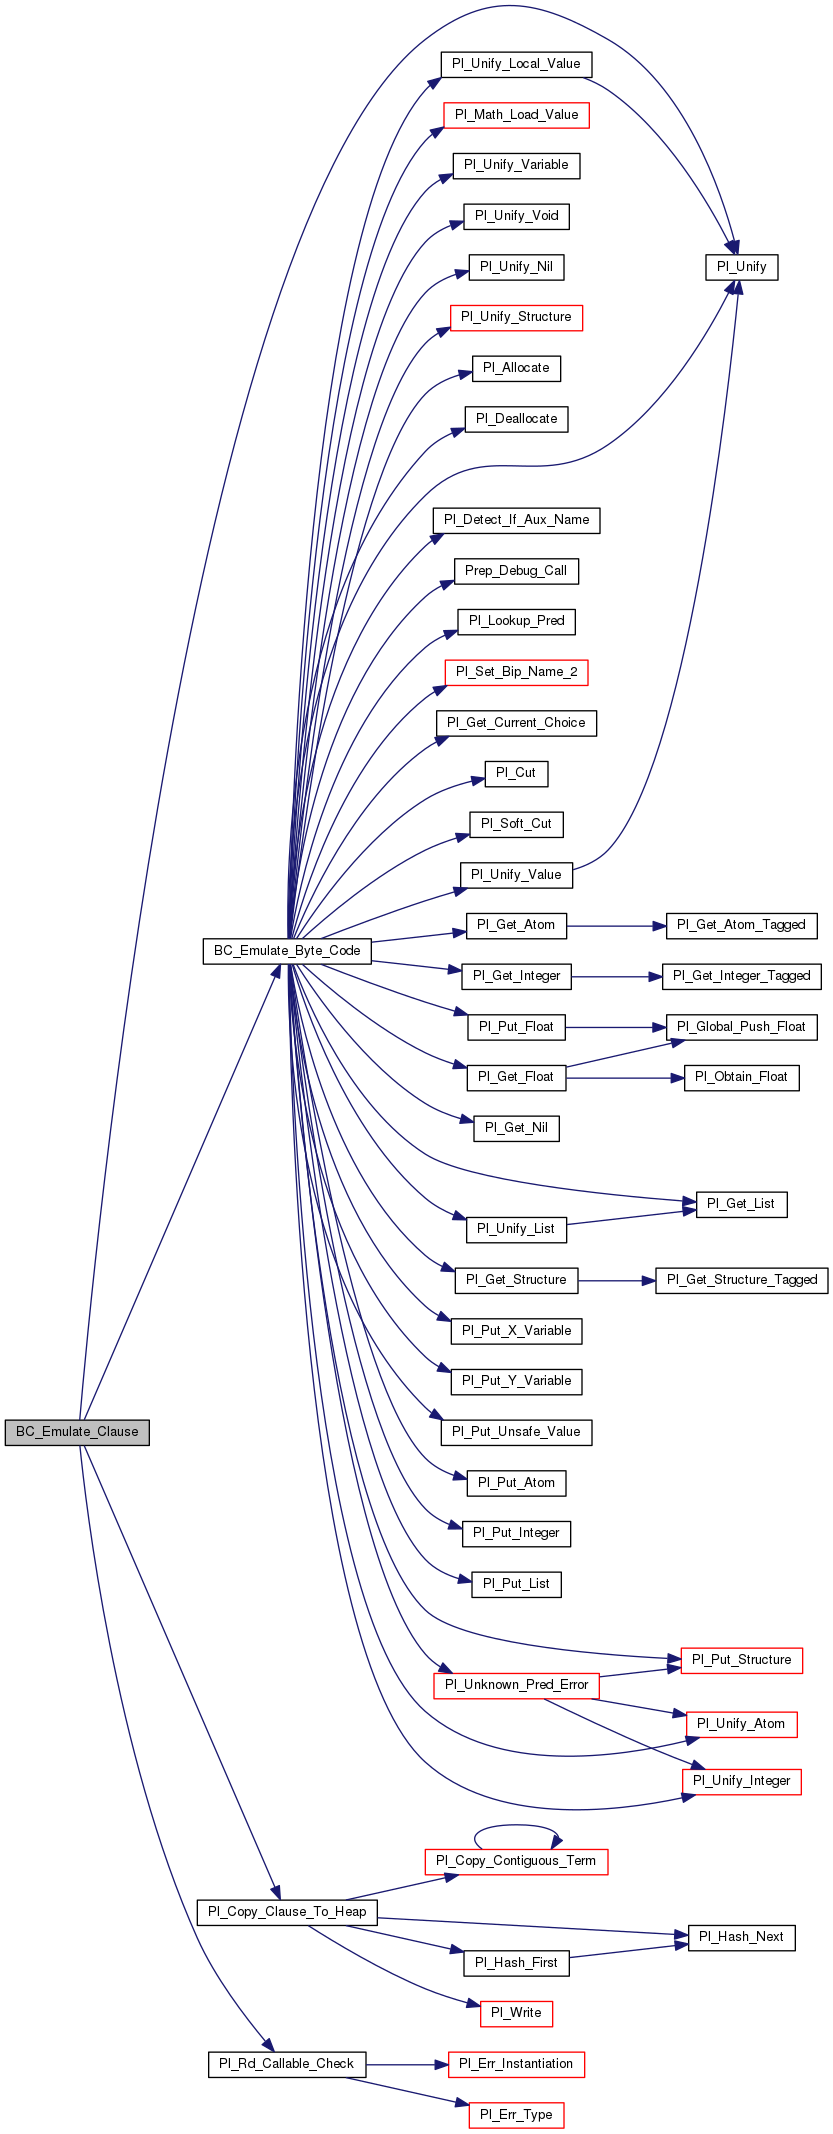 Pl_Unify_Local_Value
Pl_Math_Load_Value
Pl_Unify_Variable
Pl_Unify_Void
Pl_Unify_Nil
Pl_Unify
Pl_Unify_Structure
Pl_Allocate
Pl_Deallocate
Pl_Detect_If_Aux_Name
Prep_Debug_Call
Pl_Lookup_Pred
Pl_Set_Bip_Name_2
Pl_Get_Current_Choice
Pl_Cut
Pl_Soft_Cut
Pl_Unify_Value
Pl_Get_Atom
Pl_Get_Atom_Tagged
BC_Emulate_Byte_Code
Pl_Get_Integer
Pl_Get_Integer_Tagged
Pl_Put_Float
Pl_Global_Push_Float
Pl_Get_Float
Pl_Obtain_Float
Pl_Get_Nil
Pl_Get_List
Pl_Unify_List
Pl_Get_Structure
Pl_Get_Structure_Tagged
Pl_Put_X_Variable
Pl_Put_Y_Variable
BC_Emulate_Clause
Pl_Put_Unsafe_Value
Pl_Put_Atom
Pl_Put_Integer
Pl_Put_List
Pl_Put_Structure
Pl_Unknown_Pred_Error
Pl_Unify_Atom
Pl_Unify_Integer
Pl_Copy_Contiguous_Term
Pl_Copy_Clause_To_Heap
Pl_Hash_Next
Pl_Hash_First
Pl_Write
Pl_Rd_Callable_Check
Pl_Err_Instantiation
Pl_Err_Type